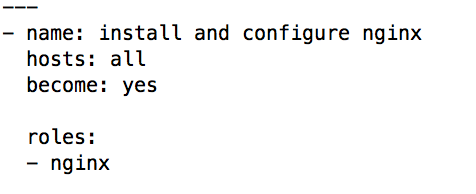 ---
- name: install and configure nginx
  hosts: all
  become: yes

  roles:
  - nginx